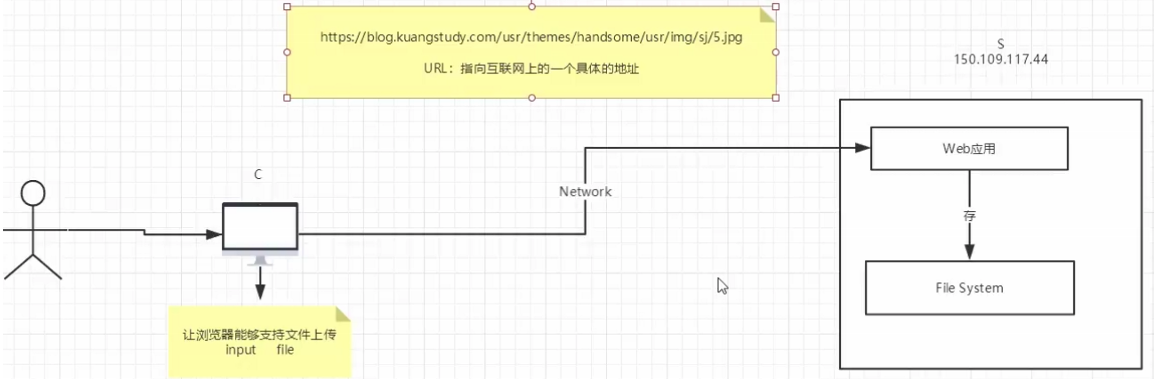 https://blog.kuangstudy.com/usr/themes/handsome/usr/img/sj/5.jpg
URL：指向互联网上的一个具体的地址
S
150.109.117.44
Web应用
C
Network
存
File System
让浏览器能够支持文件上传
input file